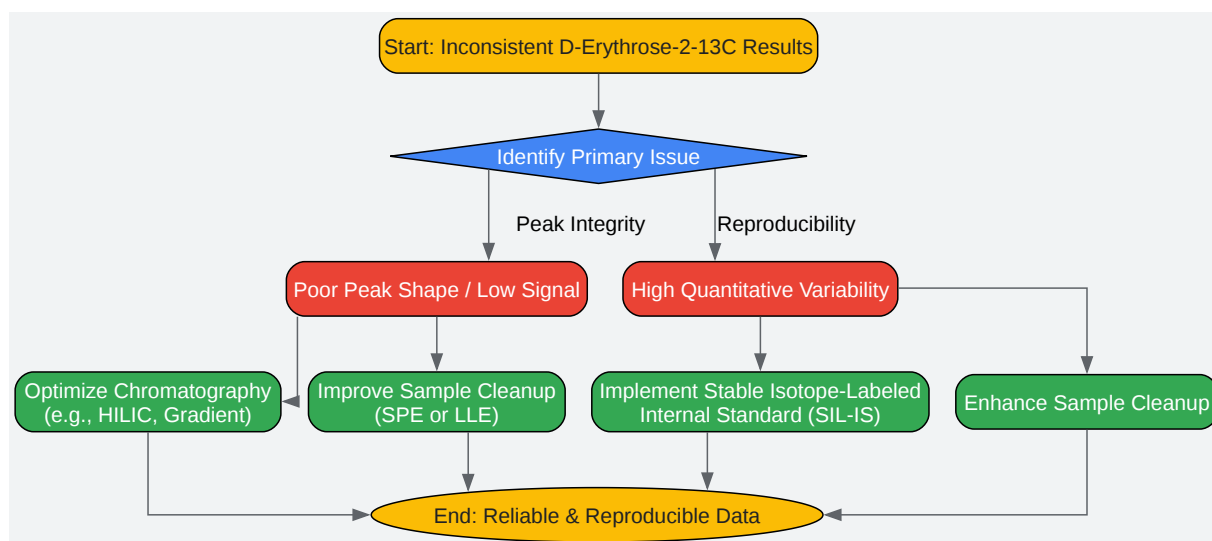 Start: Inconsistent D-Erythrose-2-13C Results
Identify Primary Issue
Peak Integrity
Reproducibility
Poor Peak Shape / Low Signal
High Quantitative Variability
Optimize Chromatography
(e.g., HILIC, Gradient)
Improve Sample Cleanup
(SPE or LLE)
Implement Stable Isotope-Labeled
Internal Standard (SIL-IS)
Enhance Sample Cleanup
End: Reliable & Reproducible Data